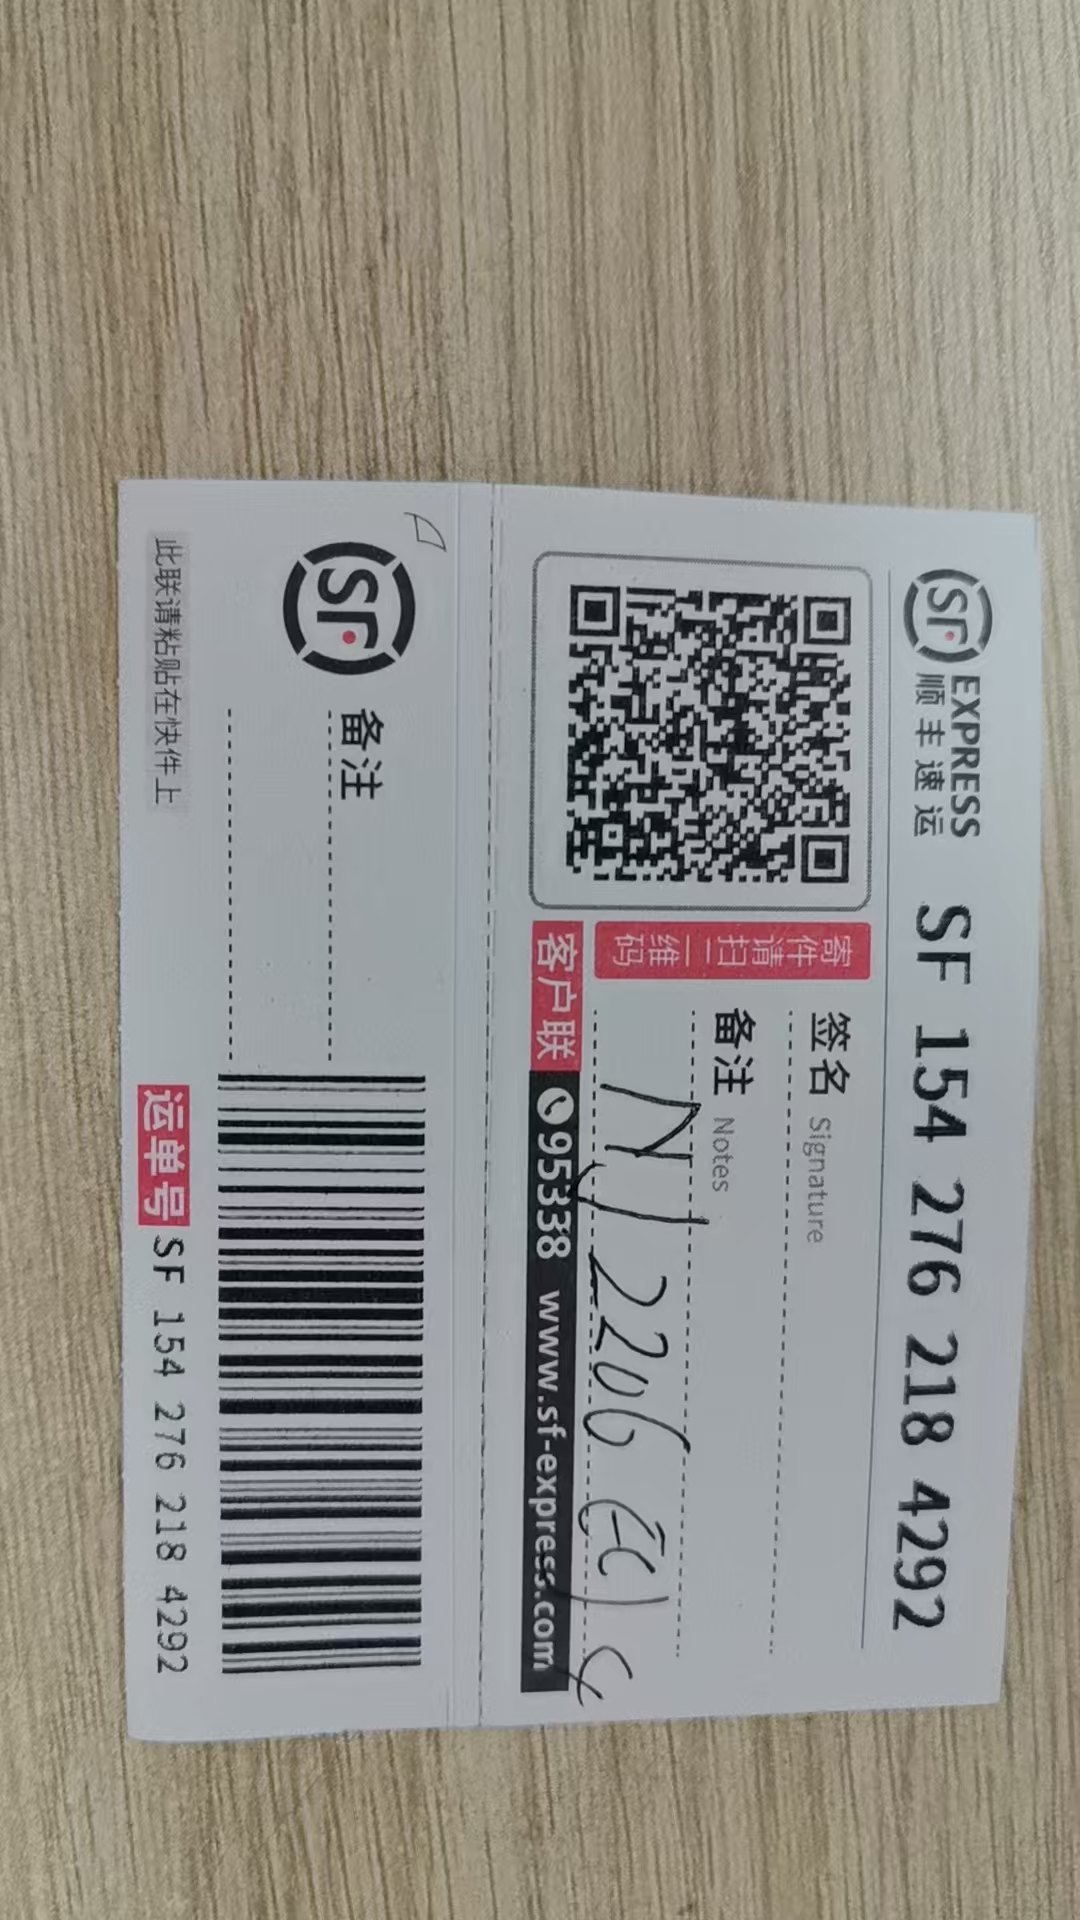 SF EXPRESS
顺丰速运
SF 154 276 218 4292
寄件请扫二维码
签名 Signature
备注 Notes
NJ2206
客户联
95338 www.sf-express.com
SF
备注
此联请粘贴在快件上
运单号 SF 154 276 218 4292